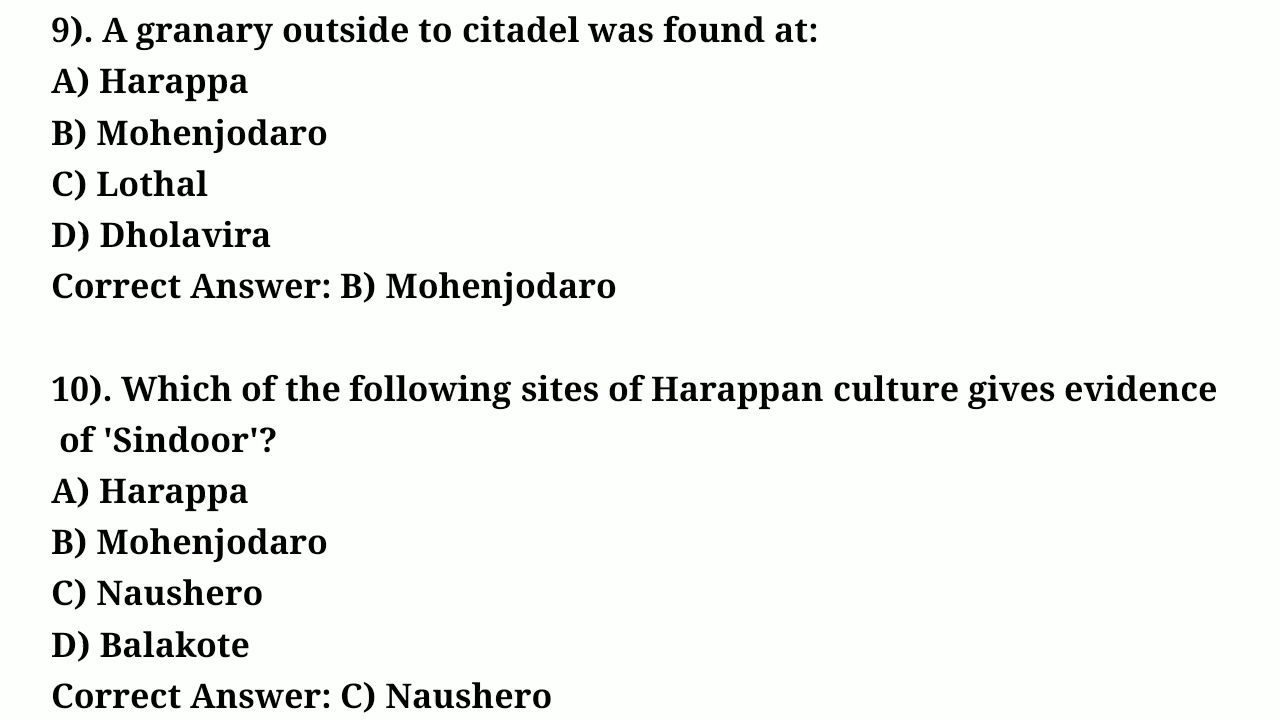 9). A granary outside to citadel was found at:
A) Harappa
B) Mohenjodaro
C) Lothal
D) Dholavira
Correct Answer: B) Mohenjodaro
10). Which of the following sites of Harappan culture gives evidence
of 'Sindoor'?
A) Harappa
B) Mohenjodaro
C) Naushero
D) Balakote
Correct Answer: C) Naushero